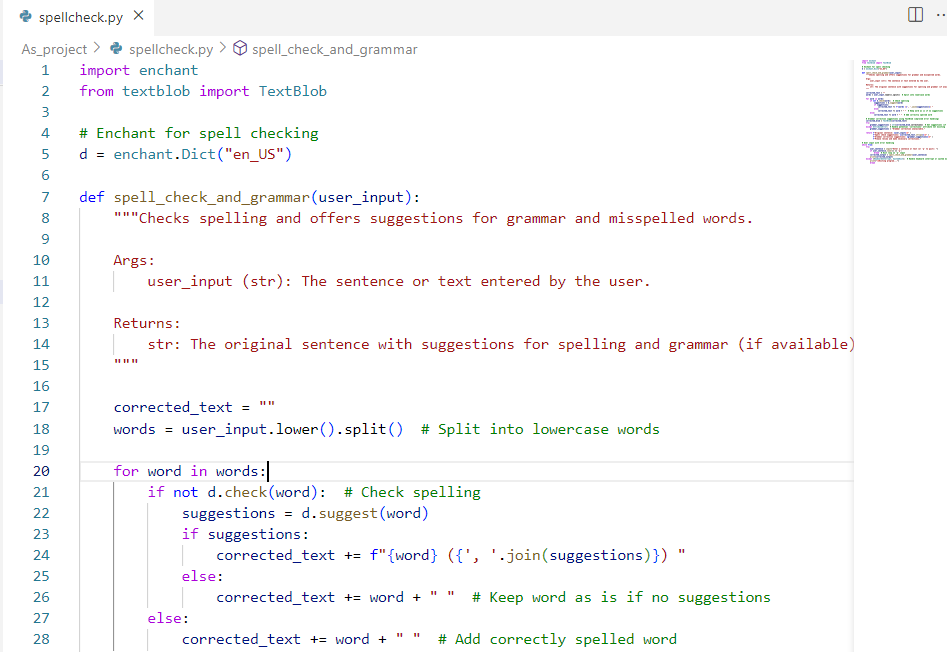 spellcheck.py
As_project > spellcheck.py > spell_check_and_grammar
1 import enchant
2 from textblob import TextBlob
3
4 # Enchant for spell checking
5 d = enchant.Dict("en_US")
6
7 def spell_check_and_grammar(user_input):
8     """Checks spelling and offers suggestions for grammar and misspelled words.
9
10     Args:
11         user_input (str): The sentence or text entered by the user.
12
13     Returns:
14         str: The original sentence with suggestions for spelling and grammar (if available)
15     """
16
17     corrected_text = ""
18     words = user_input.lower().split()  # Split into lowercase words
19
20     for word in words:
21         if not d.check(word):  # Check spelling
22             suggestions = d.suggest(word)
23             if suggestions:
24                 corrected_text += f"{word} ({', '.join(suggestions)}) "
25             else:
26                 corrected_text += word + " "  # Keep word as is if no suggestions
27         else:
28             corrected_text += word + " "  # Add correctly spelled word